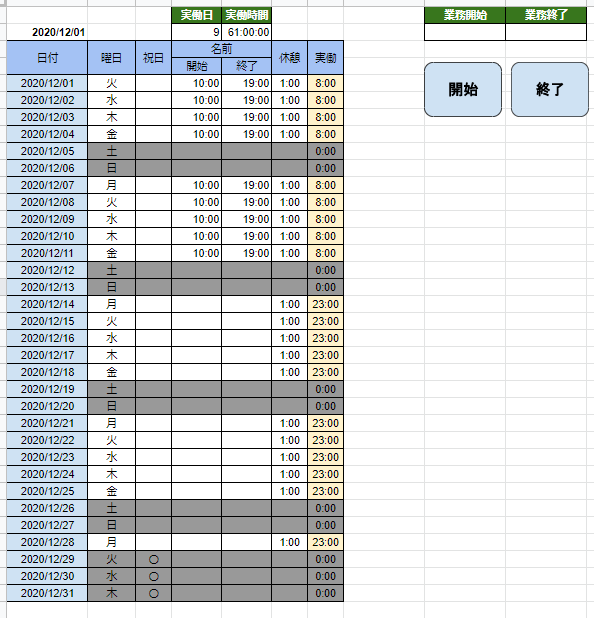 実働日 実働時間 業務開始 業務終了
2020/12/01 9 61:00:00
日付 曜日 祝日 名前 休憩 実働
開始 終了
開始 終了
2020/12/01 火 10:00 19:00 1:00 8:00
2020/12/02 水 10:00 19:00 1:00 8:00
2020/12/03 木 10:00 19:00 1:00 8:00
2020/12/04 金 10:00 19:00 1:00 8:00
2020/12/05 土 0:00
2020/12/06 日 0:00
2020/12/07 月 10:00 19:00 1:00 8:00
2020/12/08 火 10:00 19:00 1:00 8:00
2020/12/09 水 10:00 19:00 1:00 8:00
2020/12/10 木 10:00 19:00 1:00 8:00
2020/12/11 金 10:00 19:00 1:00 8:00
2020/12/12 土 0:00
2020/12/13 日 0:00
2020/12/14 月 1:00 23:00
2020/12/15 火 1:00 23:00
2020/12/16 水 1:00 23:00
2020/12/17 木 1:00 23:00
2020/12/18 金 1:00 23:00
2020/12/19 土 0:00
2020/12/20 日 0:00
2020/12/21 月 1:00 23:00
2020/12/22 火 1:00 23:00
2020/12/23 水 1:00 23:00
2020/12/24 木 1:00 23:00
2020/12/25 金 1:00 23:00
2020/12/26 土 0:00
2020/12/27 日 0:00
2020/12/28 月 1:00 23:00
2020/12/29 火 〇 0:00
2020/12/30 水 〇 0:00
2020/12/31 木 〇 0:00